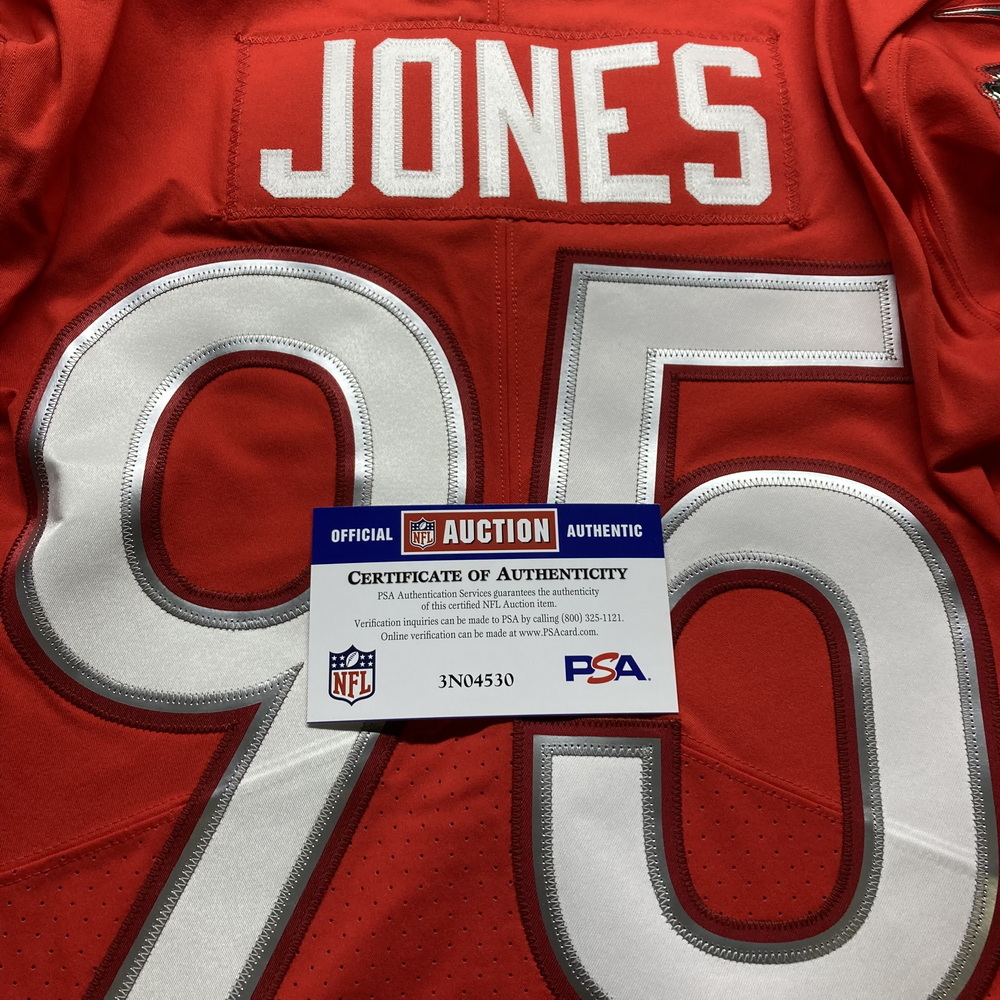 JONES
95
OFFICIAL NFL AUCTION AUTHENTIC
CERTIFICATE OF AUTHENTICITY
PSA Authentication Services guarantees the authenticity
of this certified NFL Auction item.
Verification inquiries can be made to PSA by calling (800) 325-1121.
Online verification can be made at www.PSAcard.com.
NFL
3N04530
PSA